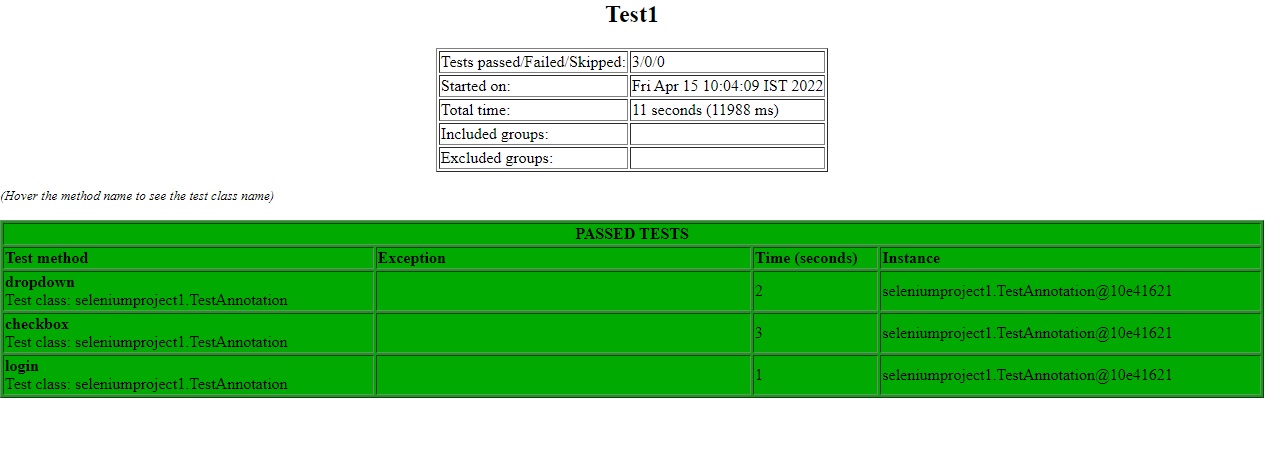 Test1
Tests passed/Failed/Skipped: 3/0/0
Started on: Fri Apr 15 10:04:09 IST 2022
Total time: 11 seconds (11988 ms)
Included groups:
Excluded groups:
(Hover the method name to see the test class name)
PASSED TESTS
Test method Exception Time (seconds) Instance
dropdown
Test class: seleniumproject1.TestAnnotation 2 seleniumproject1.TestAnnotation@10e41621
checkbox
Test class: seleniumproject1.TestAnnotation 3 seleniumproject1.TestAnnotation@10e41621
login
Test class: seleniumproject1.TestAnnotation 1 seleniumproject1.TestAnnotation@10e41621